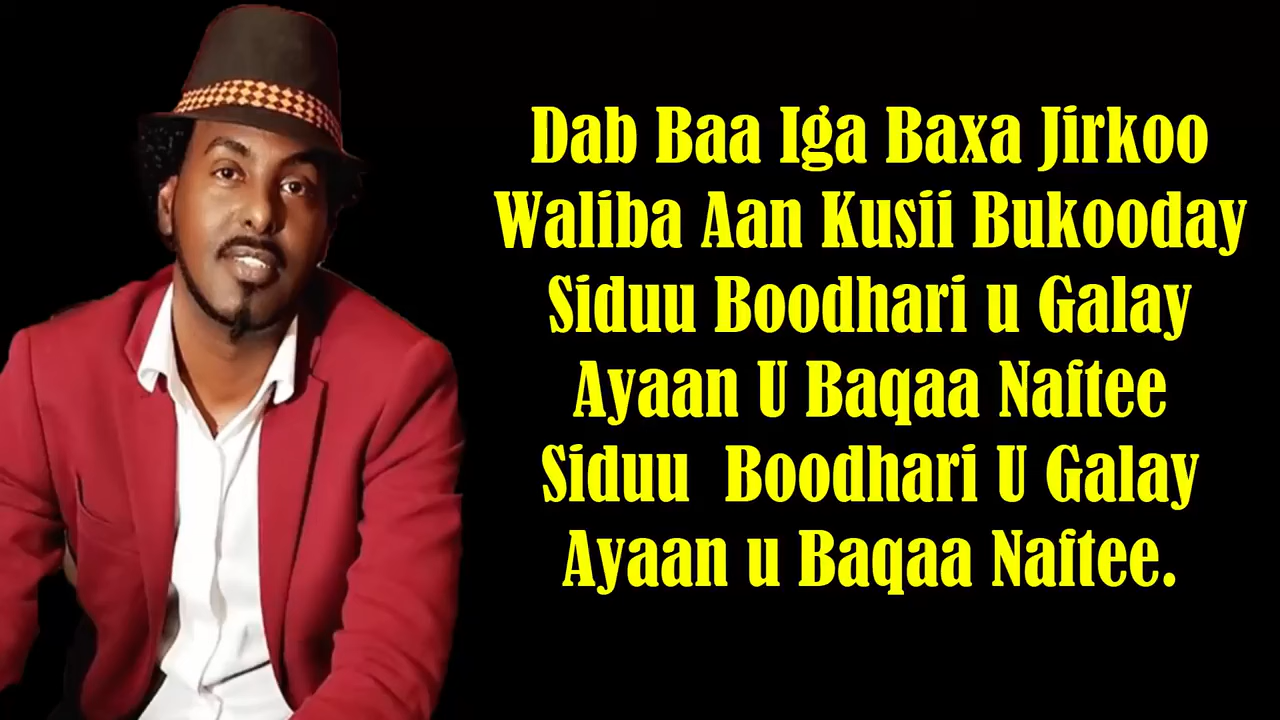 Dab Baa Iga Baxa Jirkoo
Waliba Aan Kusii Bukooday
Siduu Boodhari u Galay
Ayaan U Baqaa Naftee
Siduu Boodhari U Galay
Ayaan u Baqaa Naftee.